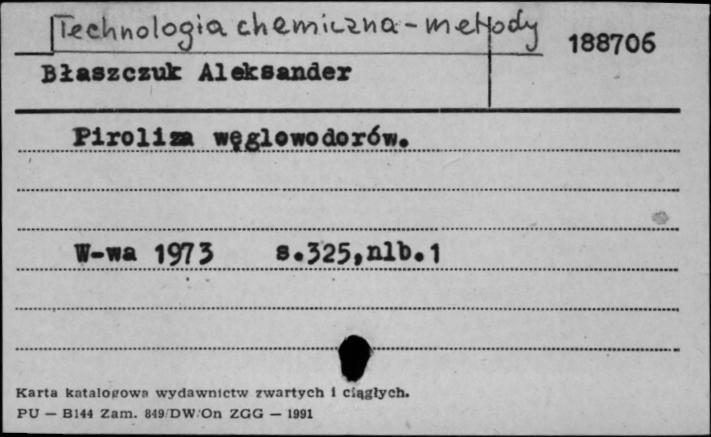 Technologia chemiczna - metody
188706
Błaszczuk Aleksander
Piroliza węglowodorów.
W-wa 1973 s.325,nlb.1
Karta katalogowa wydawnictw zwartych i ciągłych.
PU — B144 Zam. 849/DW/On ZGG — 1991